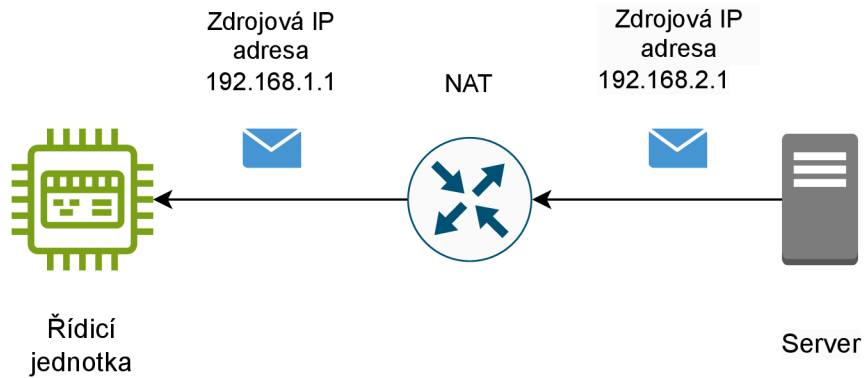 Zdrojová IP
adresa
192.168.1.1
NAT
Zdrojová IP
adresa
192.168.2.1
Řídicí
jednotka
Server